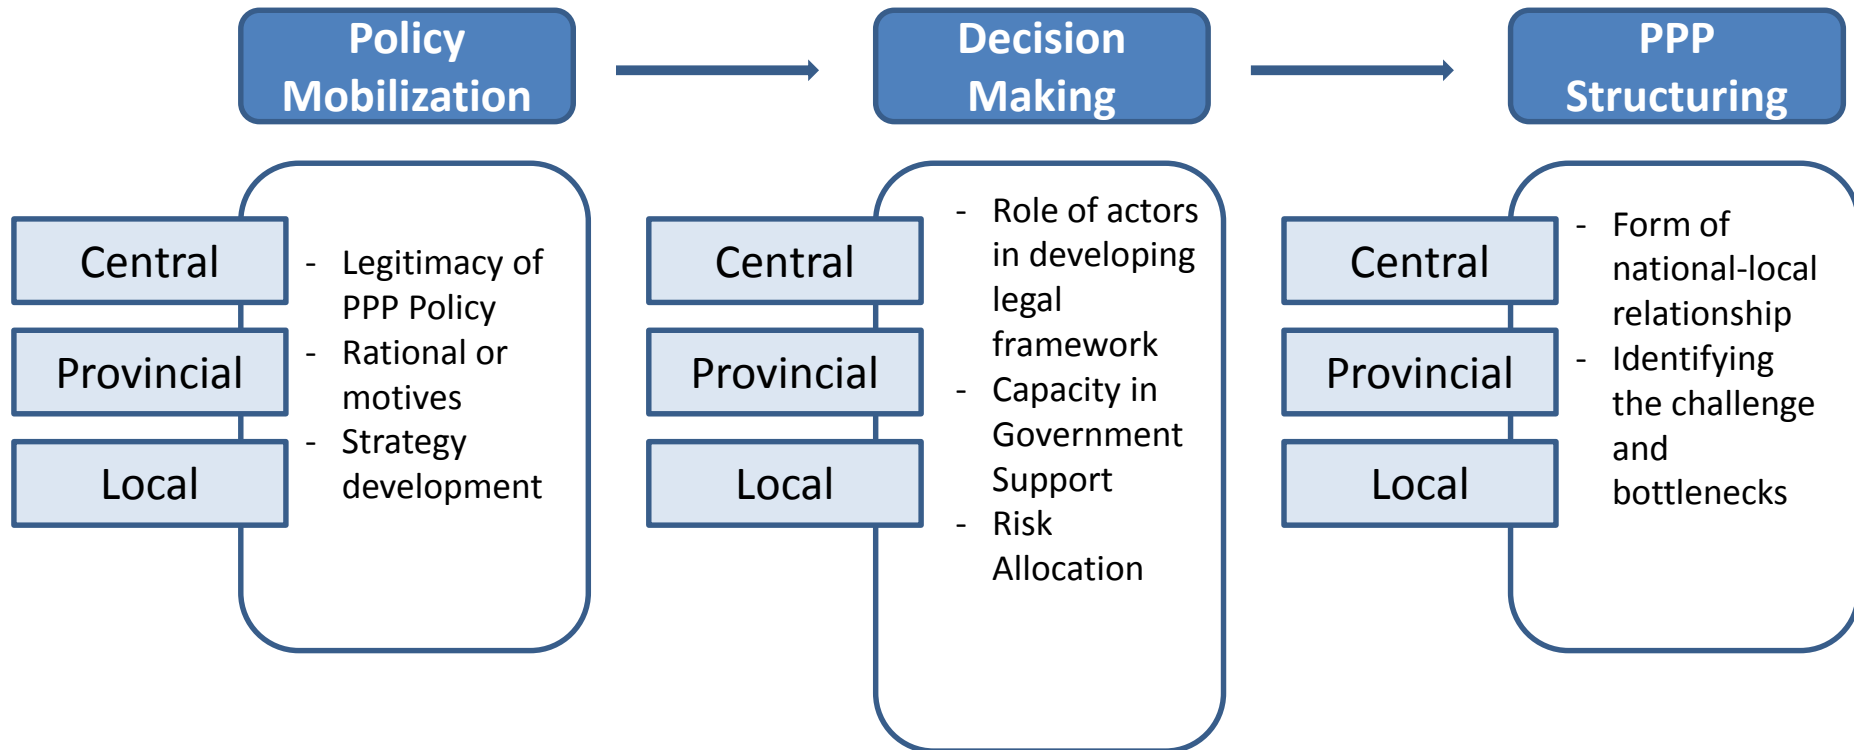 Policy
Mobilization
Decision
Making
PPP
Structuring
Central
Provincial
Local
- Legitimacy of
PPP Policy
- Rational or
motives
- Strategy
development
Central
Provincial
Local
- Role of actors
in developing
legal
framework
- Capacity in
Government
Support
- Risk
Allocation
Central
Provincial
Local
- Form of
national-local
relationship
- Identifying
the challenge
and
bottlenecks